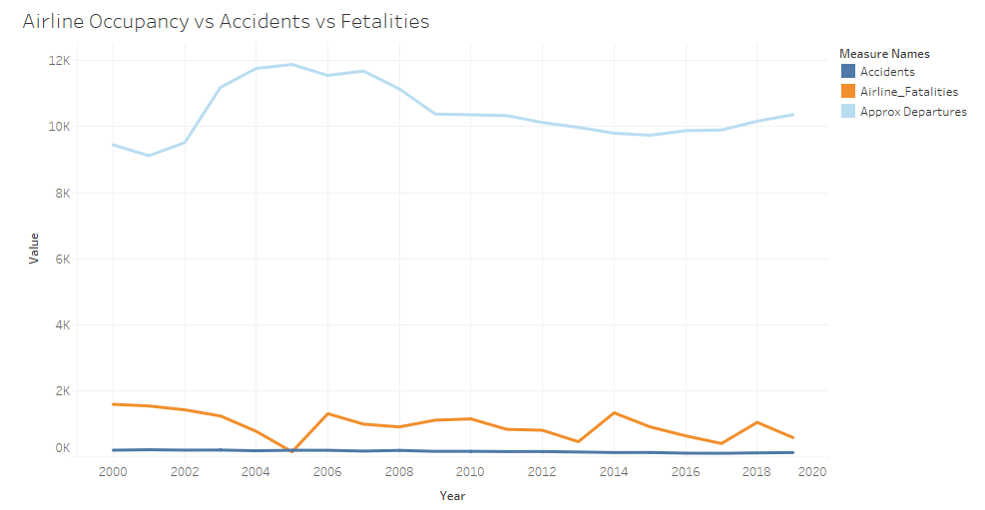 Airline Occupancy vs Accidents vs Fetalities
Measure Names
Accidents
Airline_Fatalities
Approx Departures
12K
10K
8K
6K
4K
2K
0K
Value
2000 2002 2004 2006 2008 2010 2012 2014 2016 2018 2020
Year